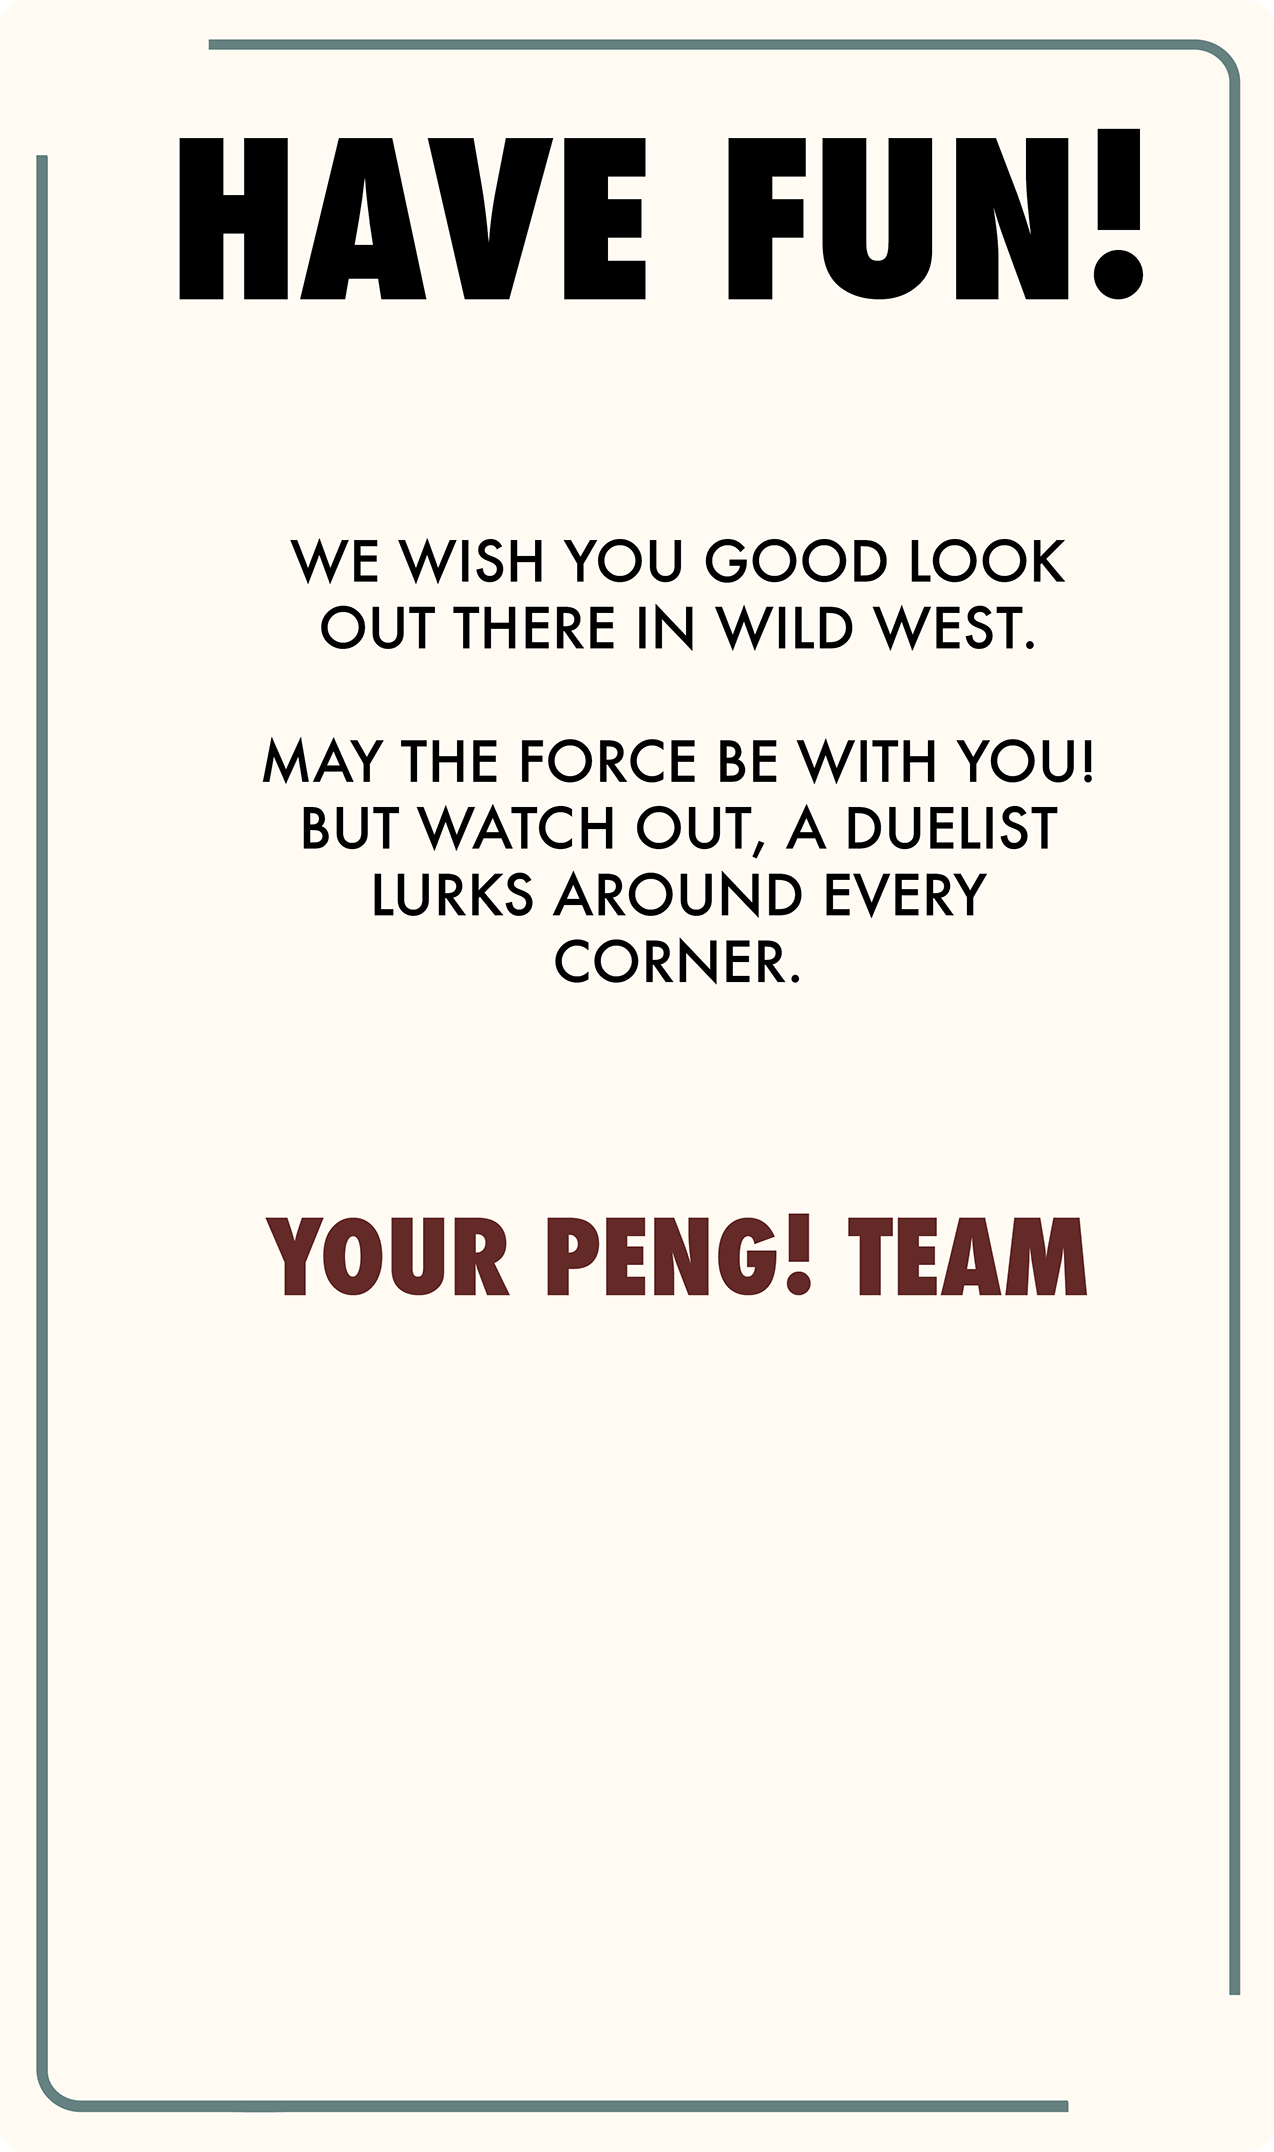 HAVE FUN!
WE WISH YOU GOOD LOOK
OUT THERE IN WILD WEST.
MAY THE FORCE BE WITH YOU!
BUT WATCH OUT, A DUELIST
LURKS AROUND EVERY
CORNER.
YOUR PENG! TEAM